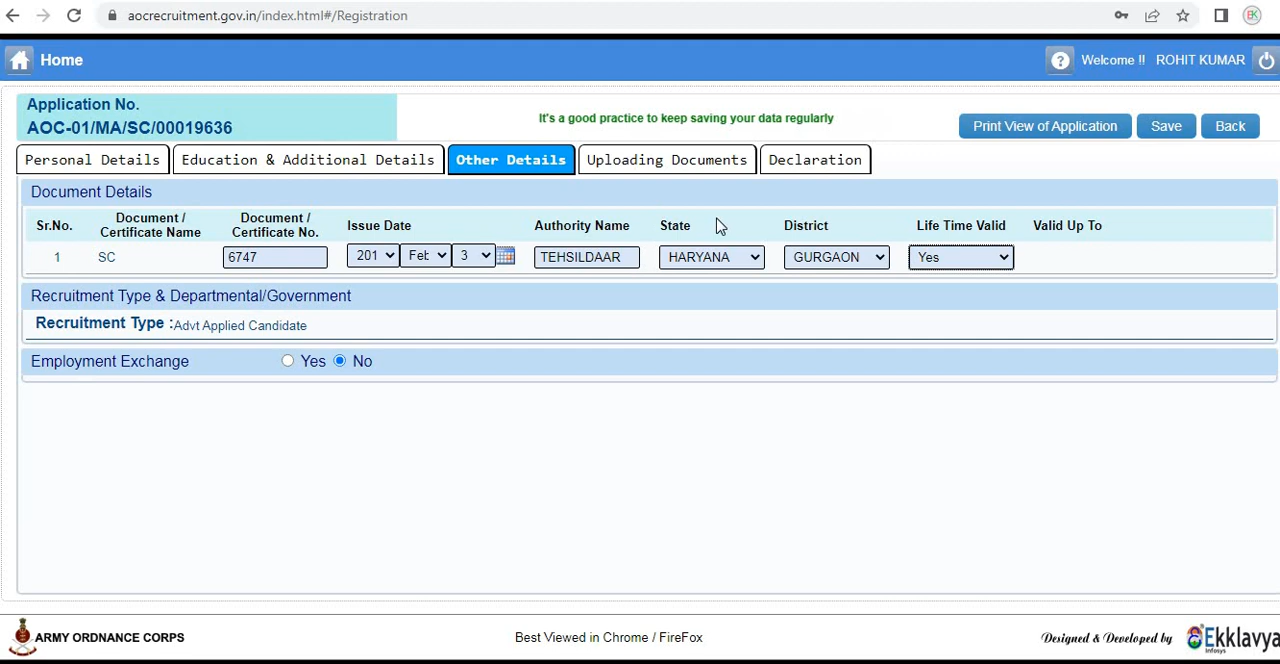 aocrecruitment.gov.in/index.html#/Registration
EK
Home
? Welcome !! ROHIT KUMAR
Application No.
AOC-01/MA/SC/00019636
It's a good practice to keep saving your data regularly
Print View of Application Save Back
Personal Details Education & Additional Details Other Details Uploading Documents Declaration
Document Details
Sr.No. Document / Certificate Name Document / Certificate No. Issue Date Authority Name State District Life Time Valid Valid Up To
1 SC 6747 201 Feb 3 TEHSILDAAR HARYANA GURGAON Yes
Recruitment Type & Departmental/Government
Recruitment Type : Advt Applied Candidate
Employment Exchange Yes No
ARMY ORDNANCE CORPS Best Viewed in Chrome / FireFox Designed & Developed by Ekklavya
Infosys